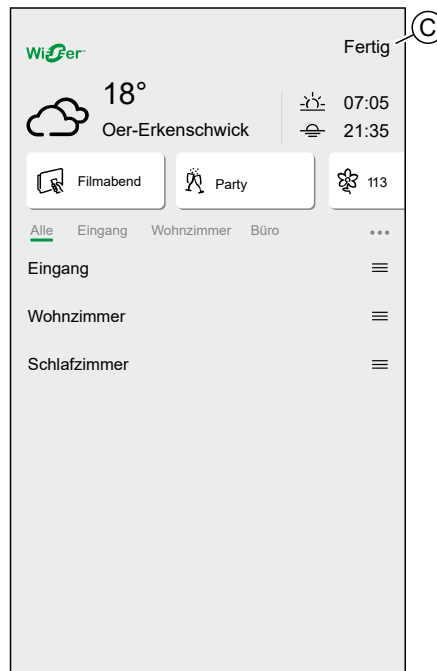 Fertig
C
Wiser
18°
07:05
Oer-Erkenschwick
21:35
Filmabend
Party
113
Alle Eingang Wohnzimmer Büro
Eingang
Wohnzimmer
Schlafzimmer